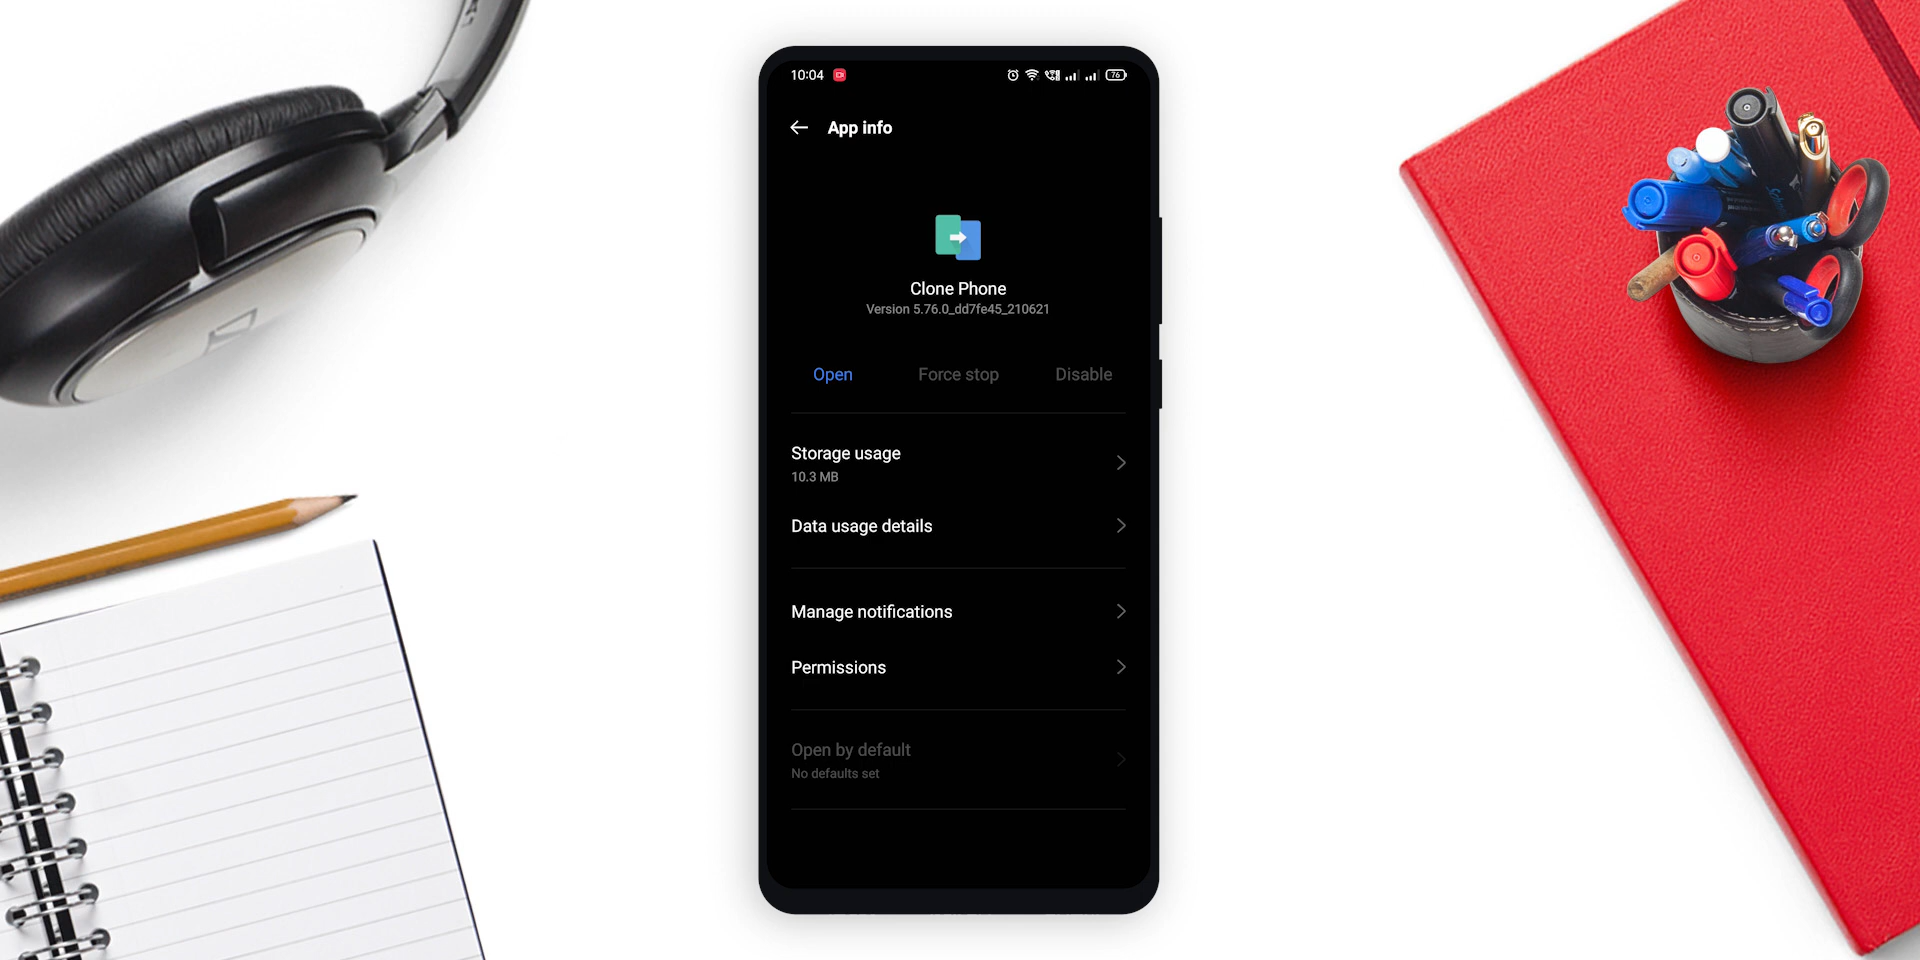 10:04
76
App info
Clone Phone
Version 5.76.0_dd7fe45_210621
Open Force stop Disable
Storage usage
10.3 MB
Data usage details
Manage notifications
Permissions
Open by default
No defaults set